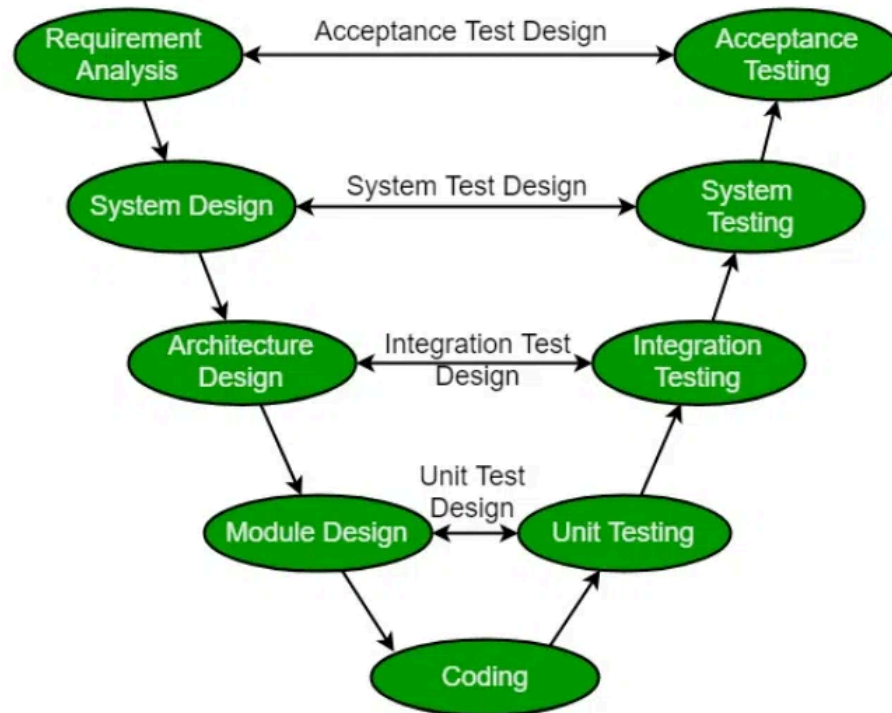 Requirement
Analysis
Acceptance Test Design
Acceptance
Testing
System Design
System Test Design
System
Testing
Architecture
Design
Integration Test
Design
Integration
Testing
Module Design
Unit Test
Design
Unit Testing
Coding